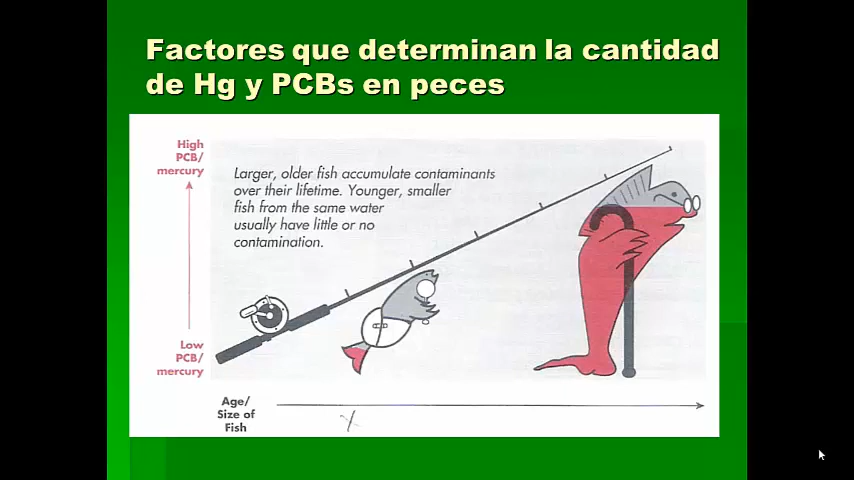 Factores que determinan la cantidad
de Hg y PCBs en peces
High
PCB/
mercury
Larger, older fish accumulate contaminants
over their lifetime. Younger, smaller
fish from the same water
usually have little or no
contamination.
Low
PCB/
mercury
Age/
Size of
Fish